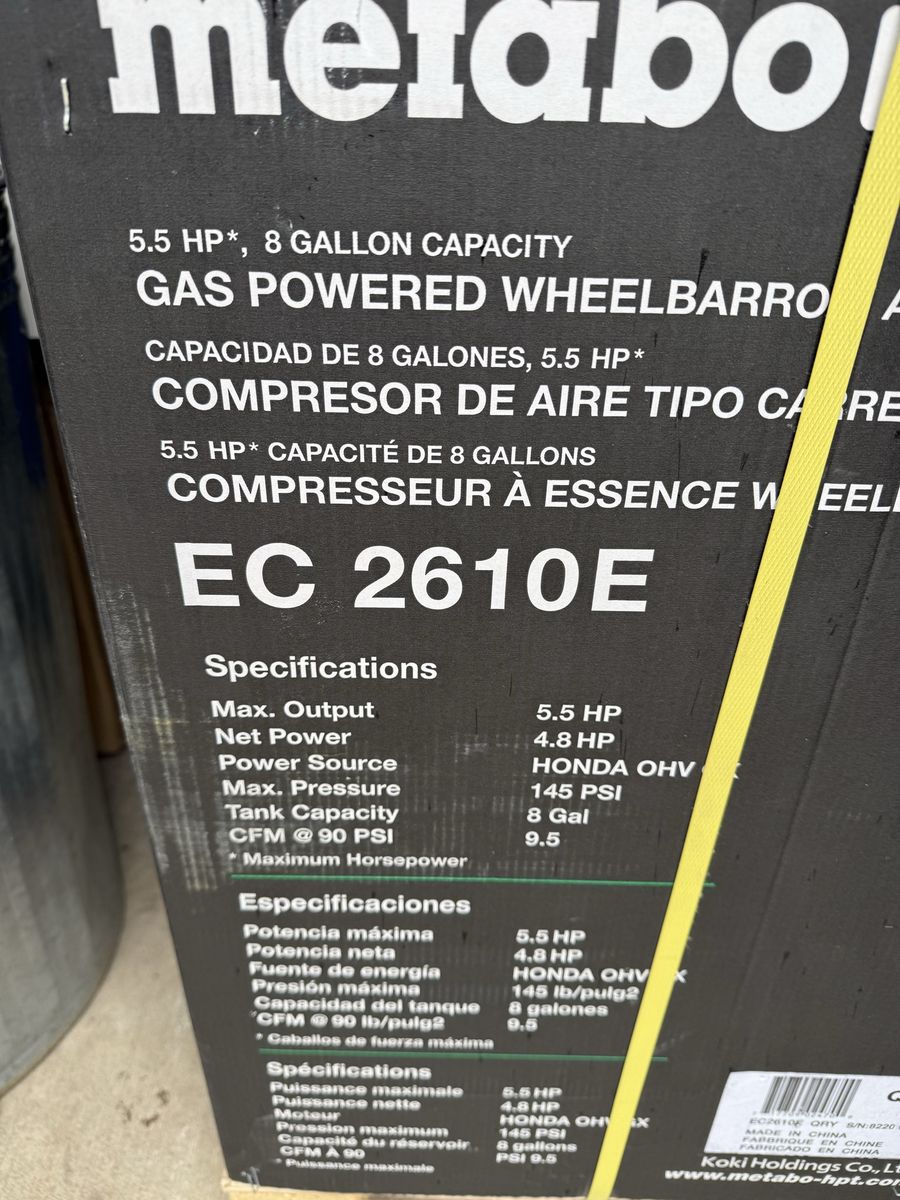 metabo
5.5 HP*, 8 GALLON CAPACITY
GAS POWERED WHEELBARRO A
CAPACIDAD DE 8 GALONES, 5.5 HP*
COMPRESOR DE AIRE TIPO CARRE
5.5 HP* CAPACITÉ DE 8 GALLONS
COMPRESSEUR À ESSENCE W EEL
EC 2610E
Specifications
Max. Output 5.5 HP
Net Power 4.8 HP
Power Source HONDA OHV
Max. Pressure 145 PSI
Tank Capacity 8 Gal
CFM @ 90 PSI 9.5
* Maximum Horsepower
Especificaciones
Potencia máxima 5.5 HP
Potencia neta 4.8 HP
Fuente de energía HONDA OHV X
Presión máxima 145 lb/pulg2
Capacidad del tanque 8 galones
CFM @ 90 lb/pulg2 9.5
* Caballos de fuerza máxima
Spécifications
Puissance maximale 5.5 HP
Puissance nette 4.8 HP
Moteur HONDA OHV GX
Pression maximum 145 PSI
Capacité du réservoir 8 gallons
CFM À 90 PSI 9.5
* Puissance maximale
EC2610E QRY S/N:8220
MADE IN CHINA
FABBRIQUE EN CHINE
FABRICADO EN CHINA
Koki Holdings Co., Lt
www.metabo-hpt.com